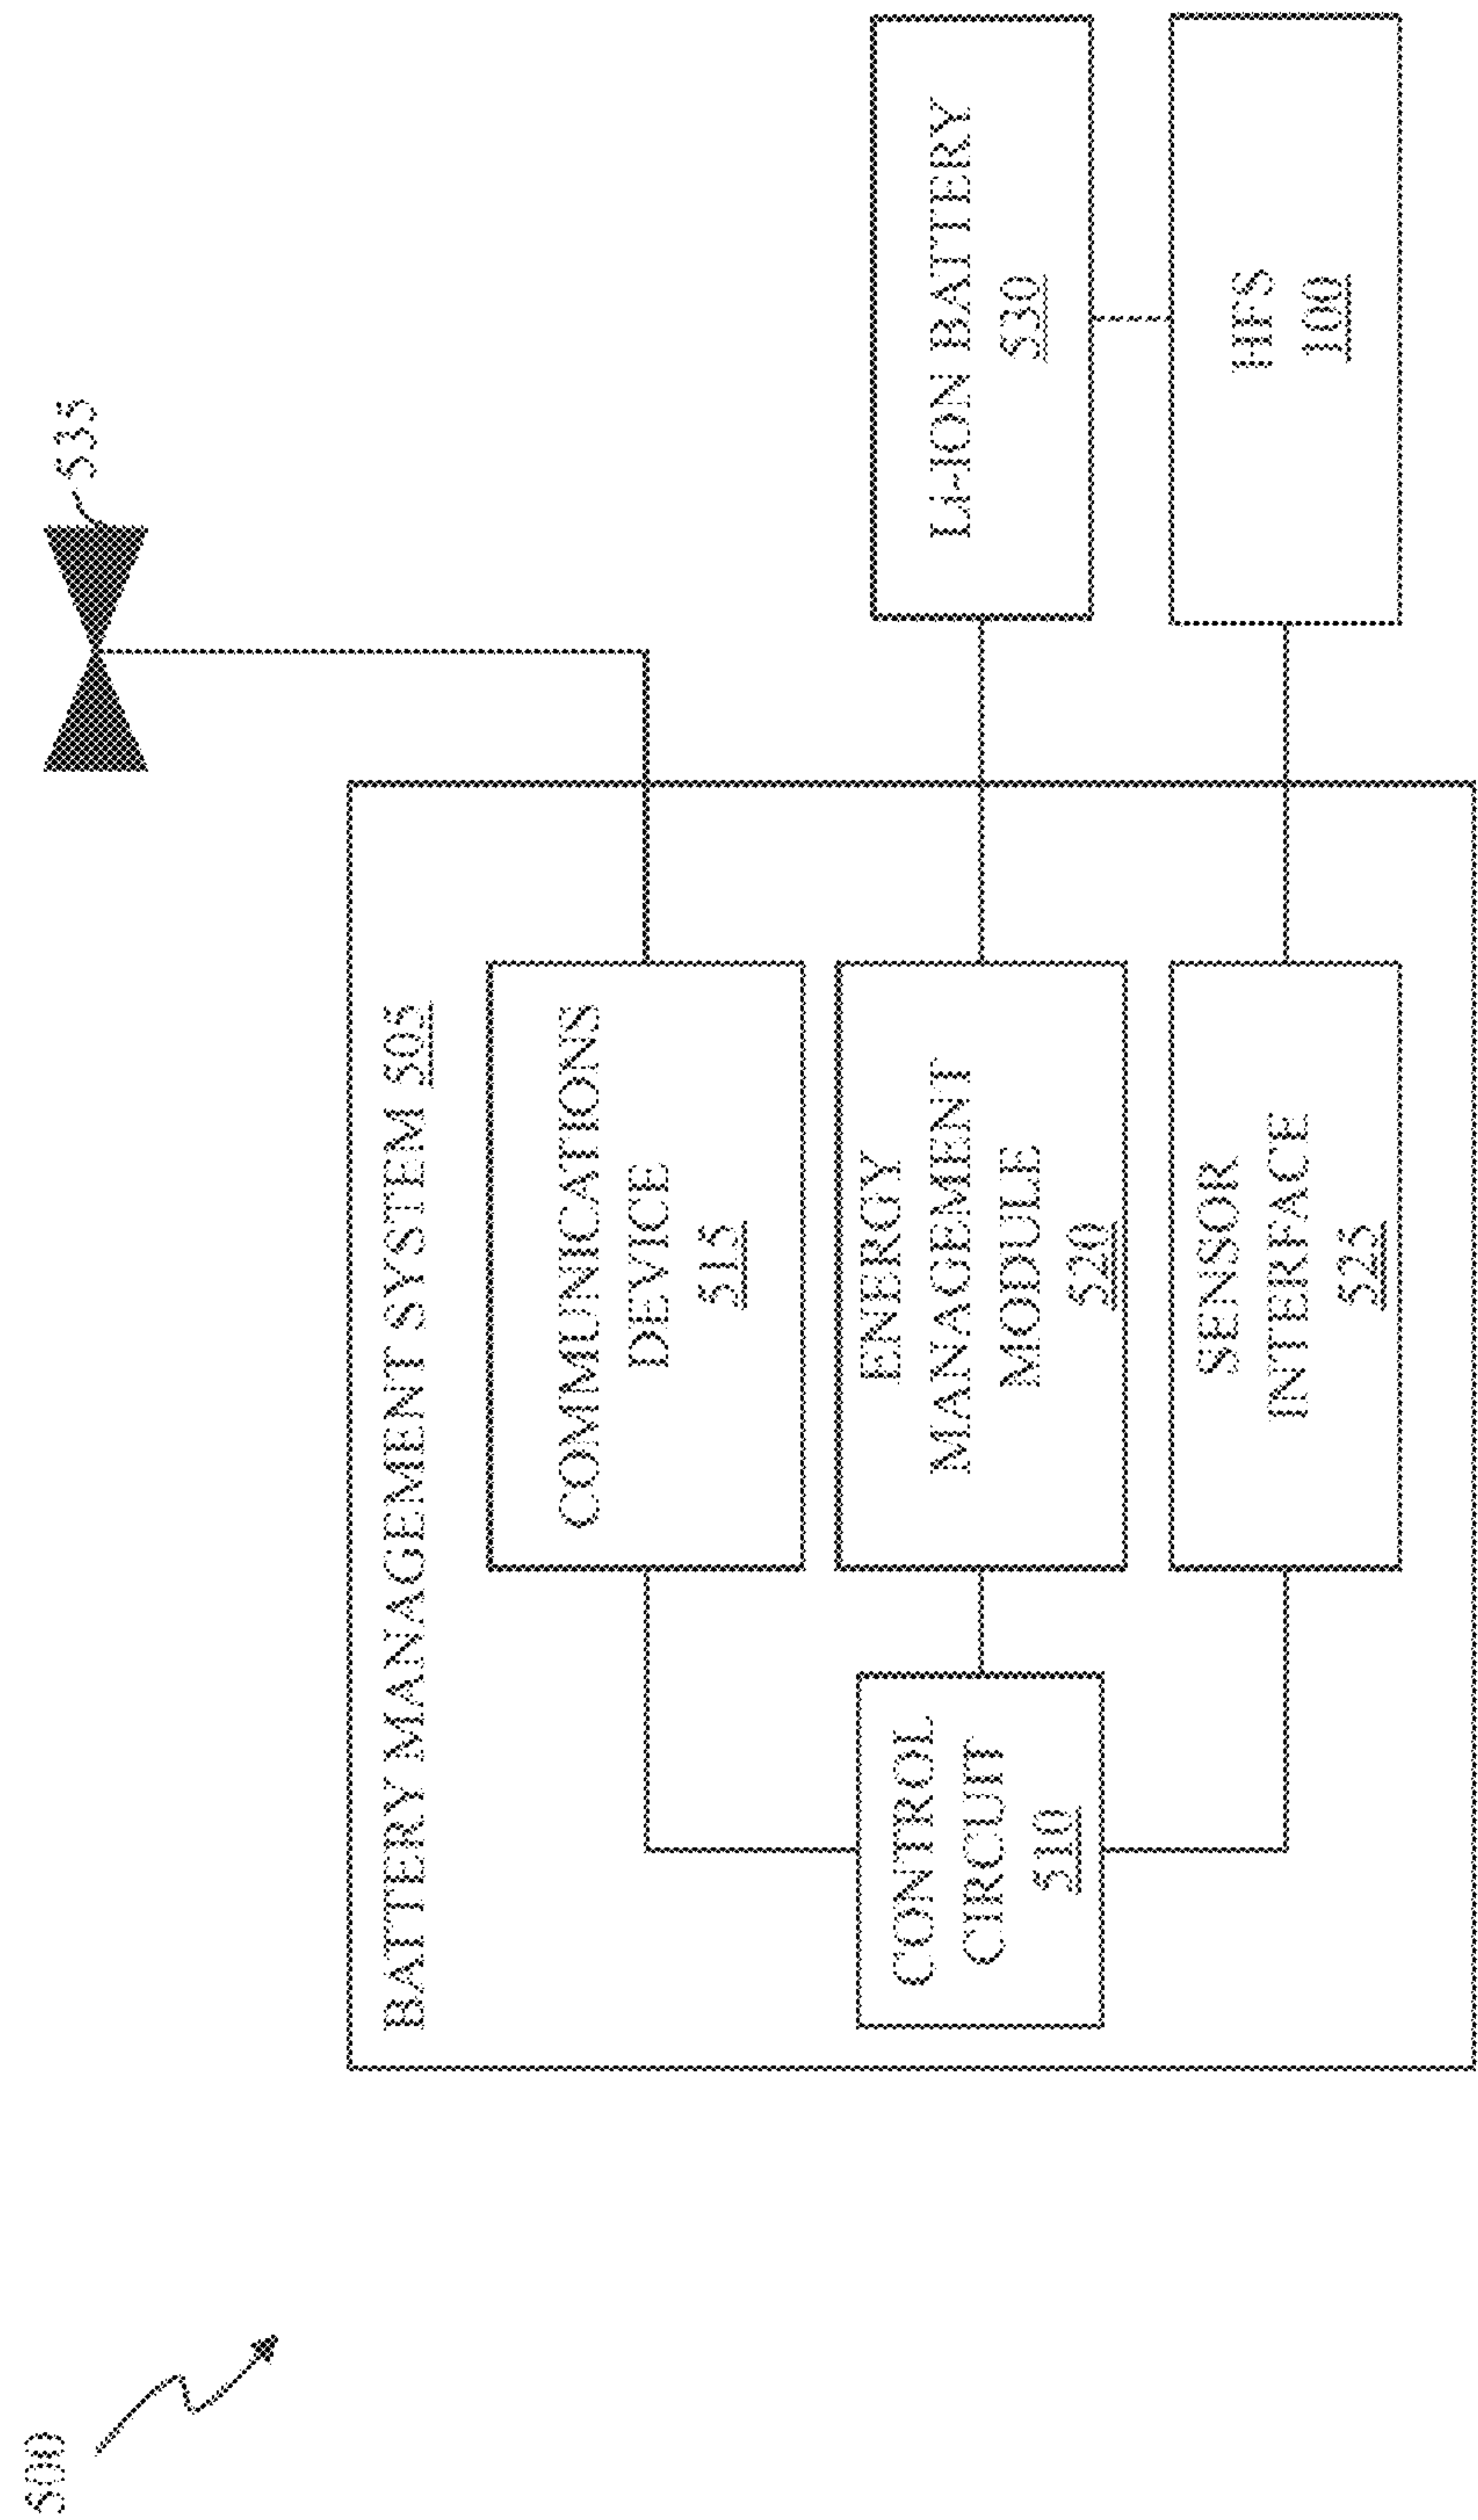 500
535
BATTERY MANAGEMENT SYSTEM 505
COMMUNICATIONS
DEVICE
515
CONTROL
CIRCUIT
510
ENERGY
MANAGEMENT
MODULE
520
LI-ION BATTERY
530
SENSOR
INTERFACE
525
HFS
100